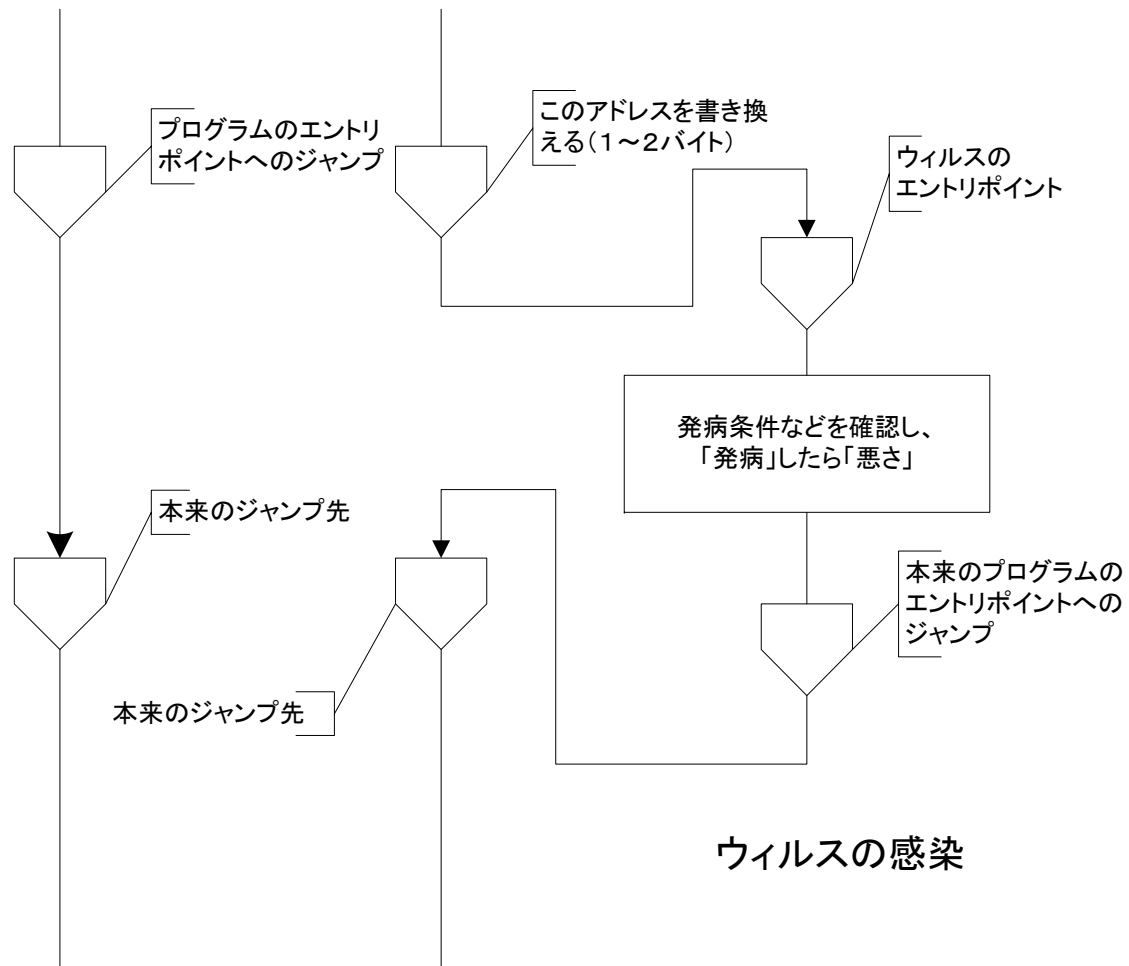 プログラムのエントリ
ポイントへのジャンプ
このアドレスを書き換
える(1～2バイト)
ウィルスの
エントリポイント
発病条件などを確認し、
「発病」したら「悪さ」
本来のジャンプ先
本来のプログラムの
エントリポイントへの
ジャンプ
本来のジャンプ先
ウィルスの感染